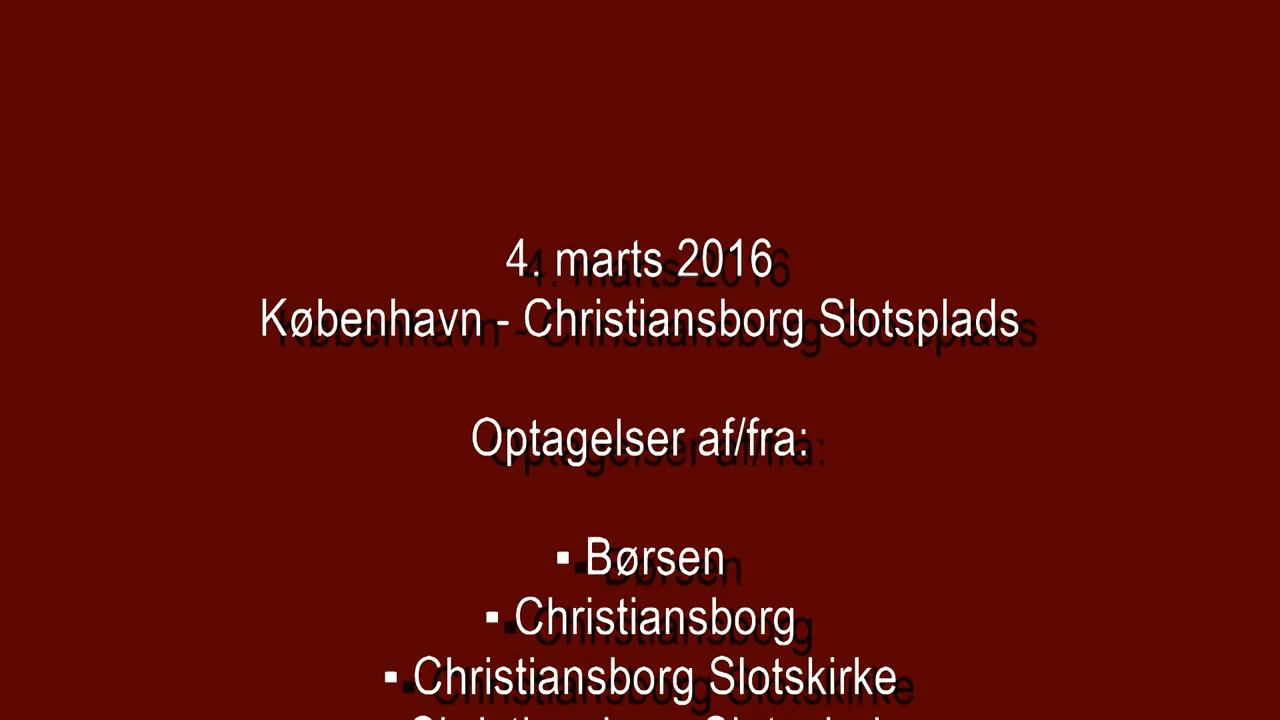 4. marts 2016
København - Christiansborg Slotsplads
Optagelser af/fra:
▪ Børsen
▪ Christiansborg
▪ Christiansborg Slotskirke